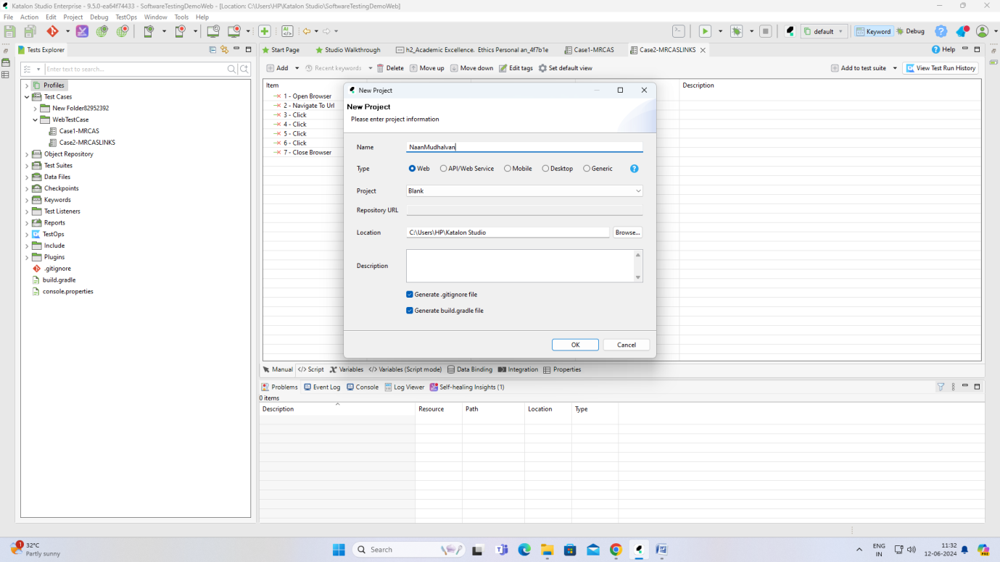 Katalon Studio Enterprise - 9.5.0-ea64f74433 - SoftwareTestingDemoWeb - [Location: C:\Users\HP\Katalon Studio\SoftwareTestingDemoWeb]
File Action Edit Project Debug TestOps Window Tools Help
default Keyword Debug
Tests Explorer
Start Page Studio Walkthrough h2_Academic Excellence. Ethics Personal an_4f7b1e Case1-MRCAS Case2-MRCASLINKS Help
Enter text to search...
Add Recent keywords Delete Move up Move down Edit tags Set default view Add to test suite View Test Run History
Profiles
Test Cases
New Folder82952392
WebTestCase
Case1-MRCAS
Case2-MRCASLINKS
Object Repository
Test Suites
Data Files
Checkpoints
Keywords
Test Listeners
Reports
TestOps
Include
Plugins
.gitignore
build.gradle
console.properties
Item Description
1 - Open Browser
2 - Navigate To Url
3 - Click
4 - Click
5 - Click
6 - Click
7 - Close Browser
New Project
New Project
Please enter project information
Name NaanMudhalvan
Type Web API/Web Service Mobile Desktop Generic
Project Blank
Repository URL
Location C:\Users\HP\Katalon Studio Browse...
Description
Generate .gitignore file
Generate build.gradle file
OK Cancel
Manual </> Script Variables </> Variables (Script mode) Data Binding Integration Properties
Problems Event Log Console Log Viewer Self-healing Insights (1)
0 items
Description Resource Path Location Type
1
32°C
Partly sunny
Search
ENG
IN
11:32
12-06-2024